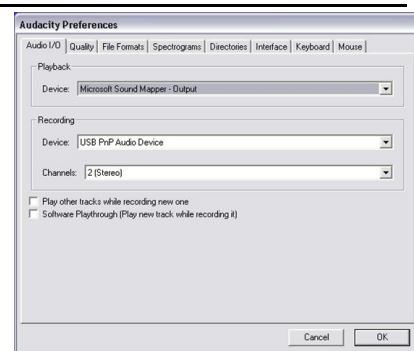 Audacity Preferences
Audio I/O Quality File Formats Spectrograms Directories Interface Keyboard Mouse
Playback
Device: Microsoft Sound Mapper - Output
Recording
Device: USB PnP Audio Device
Channels: 2 (Stereo)
Play other tracks while recording new one
Software Playthrough (Play new track while recording it)
Cancel OK